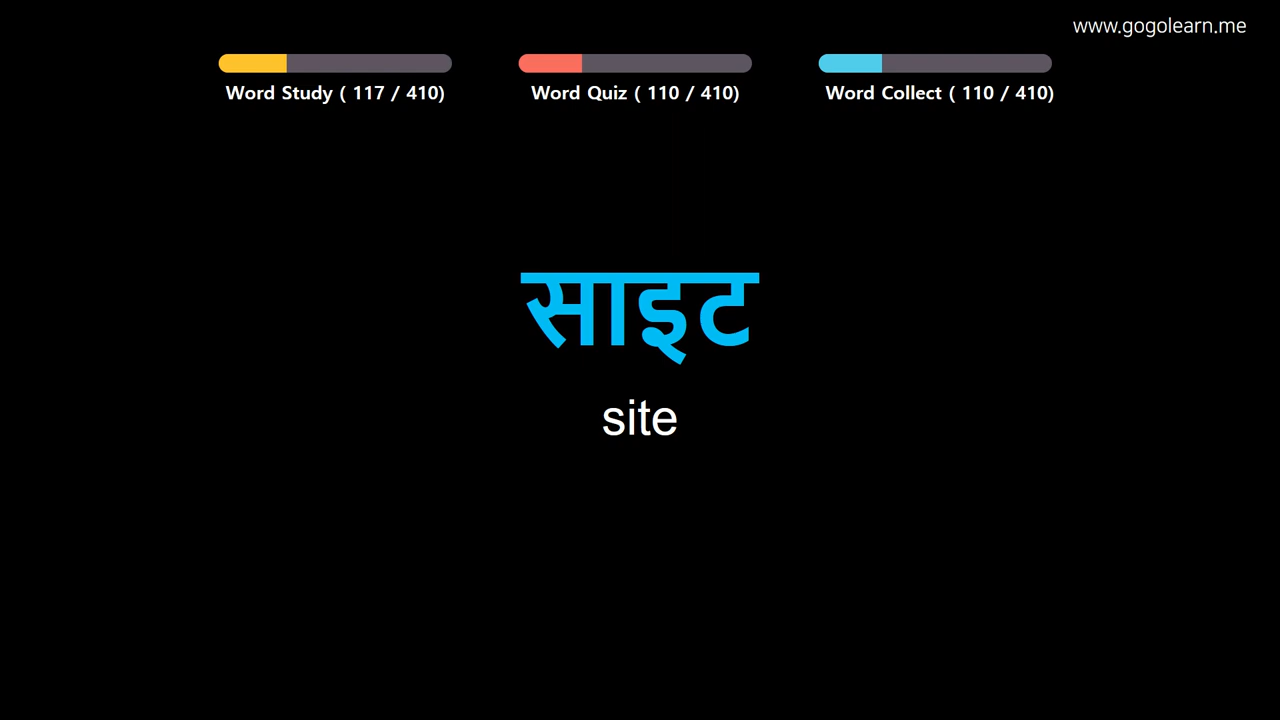 www.gogolearn.me
Word Study ( 117 / 410)
Word Quiz ( 110 / 410)
Word Collect ( 110 / 410)
साइट
site